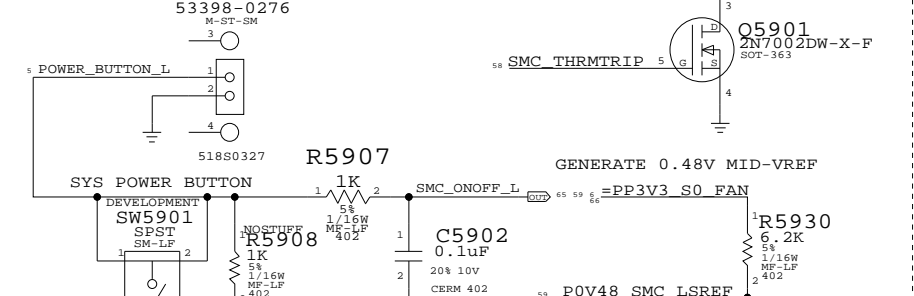 53398-0276
M-ST-SM
3
5 POWER_BUTTON_L 1
2
4
518S0327
3
D
Q5901
2N7002DW-X-F
SOT-363
58 SMC_THRMTRIP 5 G S
4
R5907
1K
1 2
5%
1/16W
MF-LF
402
SYS POWER BUTTON
DEVELOPMENT
SW5901
SPST
SM-LF
1 2
NOSTUFF
1
R5908
1K
5%
1/16W
MF-LF
402
2
SMC_ONOFF_L OUT 65 59 6
1
C5902
0.1uF
20% 10V
2
CERM 402
GENERATE 0.48V MID-VREF
66 =PP3V3_S0_FAN
1
R5930
6.2K
5%
1/16W
MF-LF
402
2
59 P0V48_SMC_LSREF